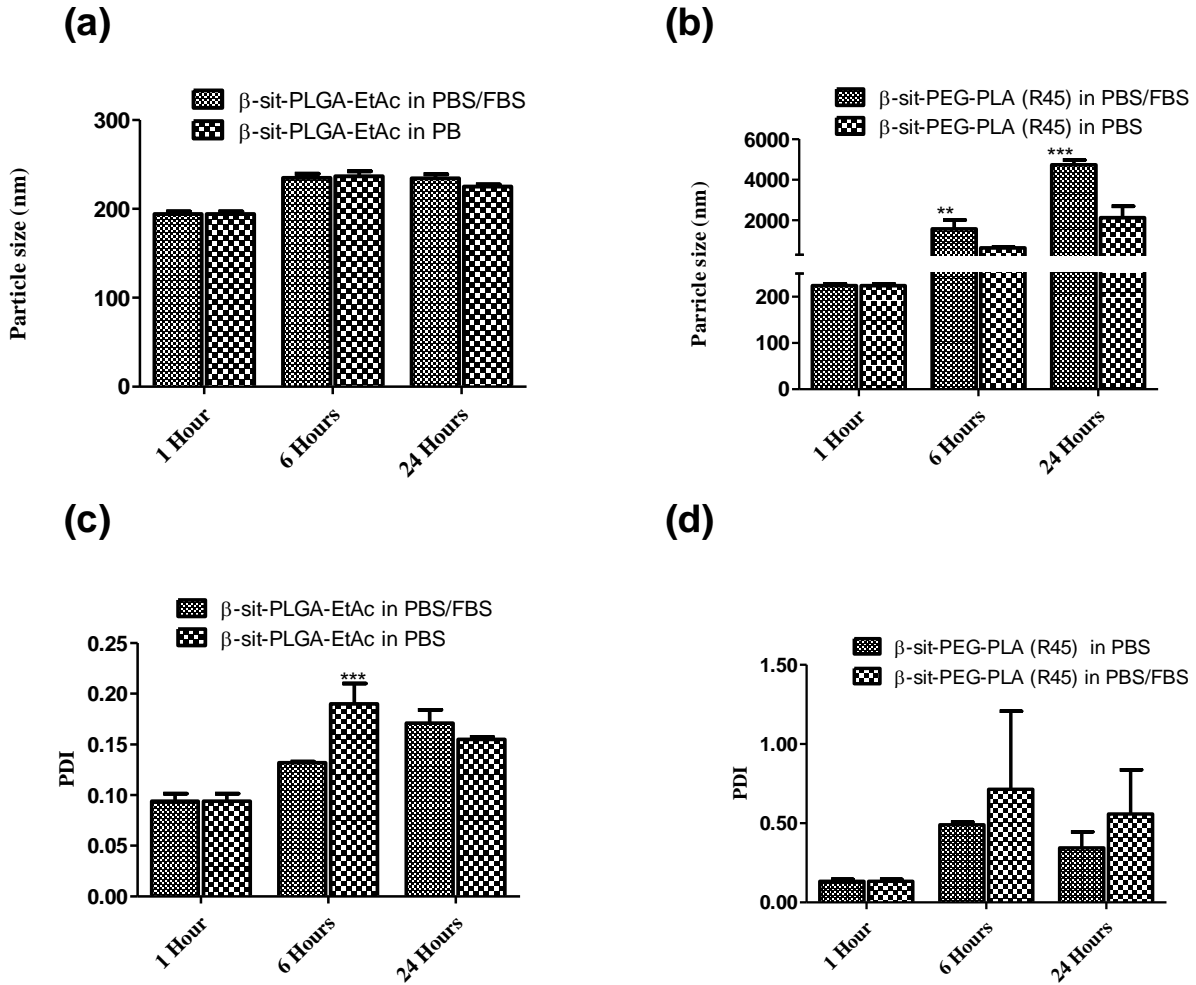 (a)
β-sit-PLGA-EtAc in PBS/FBS
β-sit-PLGA-EtAc in PB
Particle size (nm)
300
200
100
0
1 Hour
6 Hours
24 Hours
(b)
β-sit-PEG-PLA (R45) in PBS/FBS
β-sit-PEG-PLA (R45) in PBS
Parricle size (nm)
6000
4000
2000
200
100
0
**
***
1 Hour
6 Hours
24 Hours
(c)
β-sit-PLGA-EtAc in PBS/FBS
β-sit-PLGA-EtAc in PBS
PDI
0.25
0.20
0.15
0.10
0.05
0.00
***
1 Hour
6 Hours
24 Hours
(d)
β-sit-PEG-PLA (R45) in PBS
β-sit-PEG-PLA (R45) in PBS/FBS
PDI
1.50
1.00
0.50
0.00
1 Hour
6 Hours
24 Hours